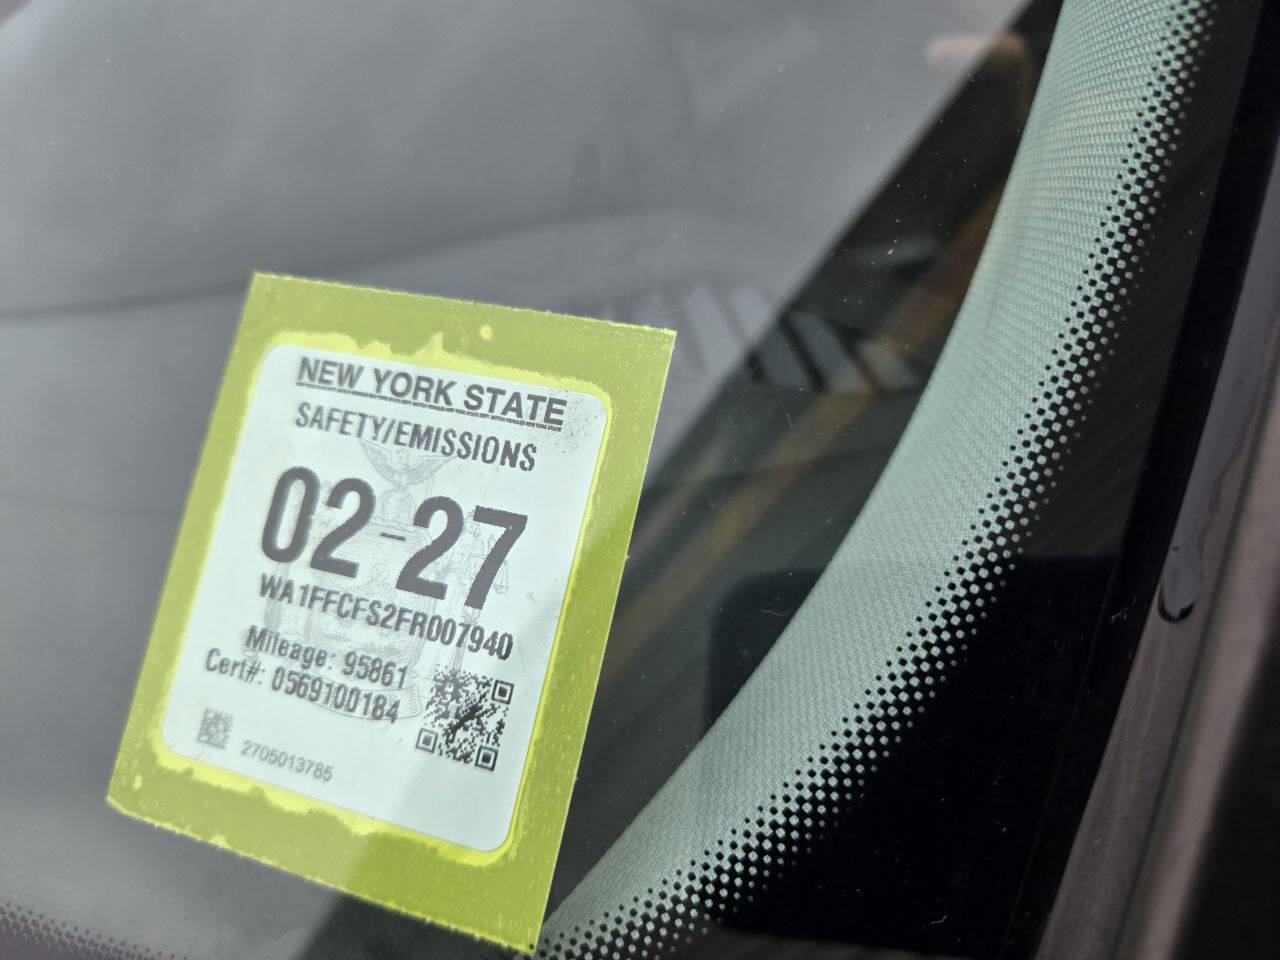 NEW YORK STATE
SAFETY/EMISSIONS
02-27
WA1FFCFS2FR007940
Mileage: 95861
Cert#: 0569100184
2705013785